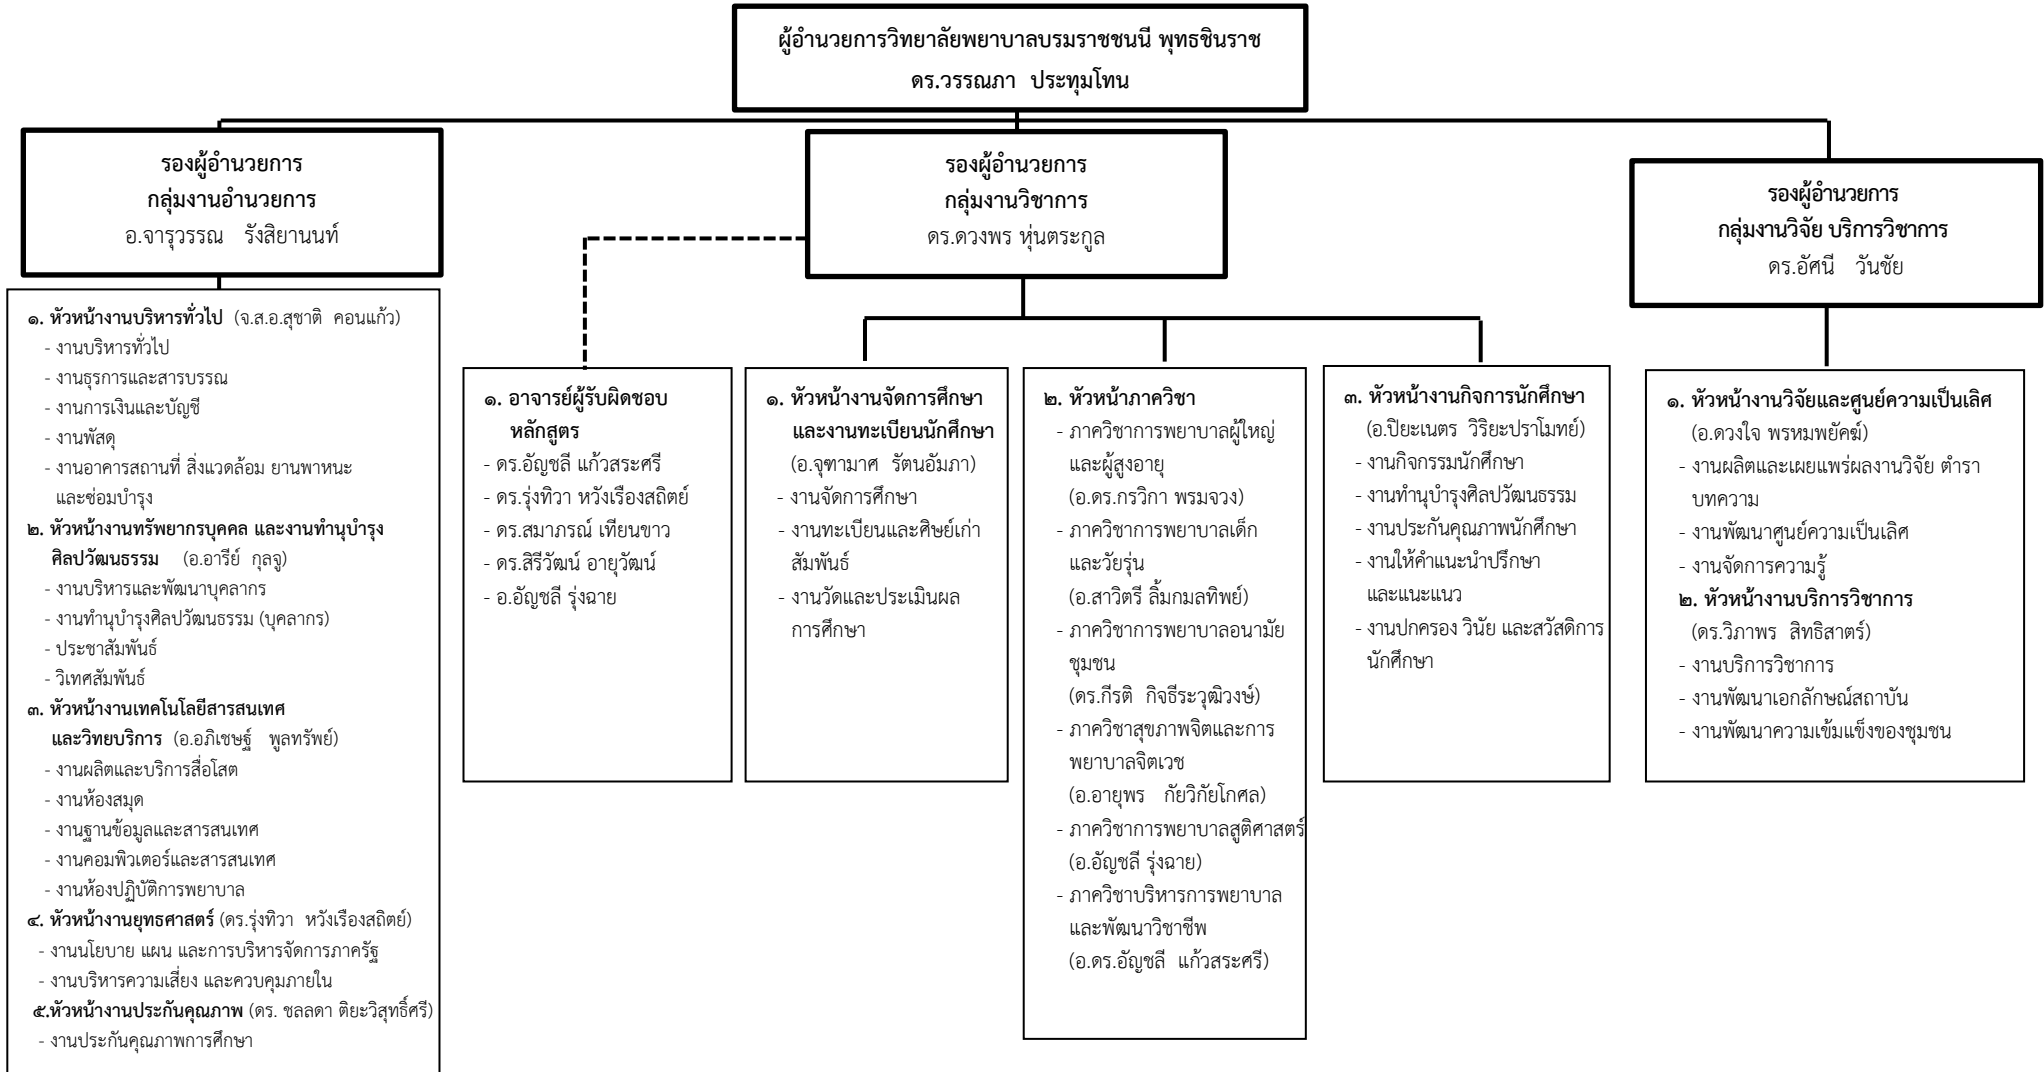 ผู้อำนวยการวิทยาลัยพยาบาลบรมราชชนนี พุทธชินราช
ดร.วรรณภา ประทุมโทน
รองผู้อำนวยการ
กลุ่มงานอำนวยการ
อ.จารุวรรณ รังสิยานนท์
รองผู้อำนวยการ
กลุ่มงานวิชาการ
ดร.ดวงพร หุ่นตระกูล
รองผู้อำนวยการ
กลุ่มงานวิจัย บริการวิชาการ
ดร.อัศนี วันชัย
๑. หัวหน้างานบริหารทั่วไป (จ.ส.อ.สุชาติ คอนแก้ว)
- งานบริหารทั่วไป
- งานธุรการและสารบรรณ
- งานการเงินและบัญชี
- งานพัสดุ
- งานอาคารสถานที่ สิ่งแวดล้อม ยานพาหนะ
และซ่อมบำรุง
๒. หัวหน้างานทรัพยากรบุคคล และงานทำนุบำรุง
ศิลปวัฒนธรรม (อ.อารีย์ กุลจู)
- งานบริหารและพัฒนาบุคลากร
- งานทำนุบำรุงศิลปวัฒนธรรม (บุคลากร)
- ประชาสัมพันธ์
- วิเทศสัมพันธ์
๓. หัวหน้างานเทคโนโลยีสารสนเทศ
และวิทยบริการ (อ.อภิเชษฐ์ พูลทรัพย์)
- งานผลิตและบริการสื่อโสต
- งานห้องสมุด
- งานฐานข้อมูลและสารสนเทศ
- งานคอมพิวเตอร์และสารสนเทศ
- งานห้องปฏิบัติการพยาบาล
๔. หัวหน้างานยุทธศาสตร์ (ดร.รุ่งทิวา หวังเรืองสถิตย์)
- งานนโยบาย แผน และการบริหารจัดการภาครัฐ
- งานบริหารความเสี่ยง และควบคุมภายใน
๕.หัวหน้างานประกันคุณภาพ (ดร. ชลลดา ติยะวิสุทธิ์ศรี)
- งานประกันคุณภาพการศึกษา
๑. อาจารย์ผู้รับผิดชอบ
หลักสูตร
- ดร.อัญชลี แก้วสระศรี
- ดร.รุ่งทิวา หวังเรืองสถิตย์
- ดร.สมาภรณ์ เทียนขาว
- ดร.สิรีวัฒน์ อายุวัฒน์
- อ.อัญชลี รุ่งฉาย
๑. หัวหน้างานจัดการศึกษา
และงานทะเบียนนักศึกษา
(อ.จุฑามาศ รัตนอัมภา)
- งานจัดการศึกษา
- งานทะเบียนและศิษย์เก่า
สัมพันธ์
- งานวัดและประเมินผล
การศึกษา
๒. หัวหน้าภาควิชา
- ภาควิชาการพยาบาลผู้ใหญ่
และผู้สูงอายุ
(อ.ดร.กรวิกา พรมจวง)
- ภาควิชาการพยาบาลเด็ก
และวัยรุ่น
(อ.สาวิตรี ลิ้มกมลทิพย์)
- ภาควิชาการพยาบาลอนามัย
ชุมชน
(ดร.กีรติ กิจธีระวุฒิวงษ์)
- ภาควิชาสุขภาพจิตและการ
พยาบาลจิตเวช
(อ.อายุพร กัยวิกัยโกศล)
- ภาควิชาการพยาบาลสูติศาสตร์
(อ.อัญชลี รุ่งฉาย)
- ภาควิชาบริหารการพยาบาล
และพัฒนาวิชาชีพ
(อ.ดร.อัญชลี แก้วสระศรี)
๓. หัวหน้างานกิจการนักศึกษา
(อ.ปิยะเนตร วิริยะปราโมทย์)
- งานกิจกรรมนักศึกษา
- งานทำนุบำรุงศิลปวัฒนธรรม
- งานประกันคุณภาพนักศึกษา
- งานให้คำแนะนำปรึกษา
และแนะแนว
- งานปกครอง วินัย และสวัสดิการ
นักศึกษา
๑. หัวหน้างานวิจัยและศูนย์ความเป็นเลิศ
(อ.ดวงใจ พรหมพยัคฆ์)
- งานผลิตและเผยแพร่ผลงานวิจัย ตำรา
บทความ
- งานพัฒนาศูนย์ความเป็นเลิศ
- งานจัดการความรู้
๒. หัวหน้างานบริการวิชาการ
(ดร.วิภาพร สิทธิสาตร์)
- งานบริการวิชาการ
- งานพัฒนาเอกลักษณ์สถาบัน
- งานพัฒนาความเข้มแข็งของชุมชน